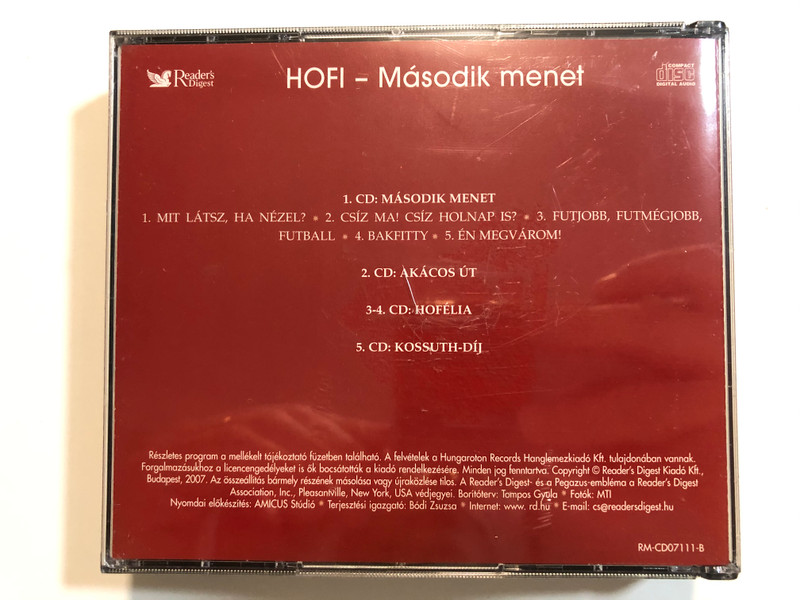 Reader's
Digest
HOFI – Második menet
COMPACT
disc
DIGITAL AUDIO
1. CD: MÁSODIK MENET
1. MIT LÁTSZ, HA NÉZEL? * 2. CSÍZ MA! CSÍZ HOLNAP IS? * 3. FUTJOBB, FUTMÉGJOBB,
FUTBALL * 4. BAKFITTY * 5. ÉN MEGVÁROM!
2. CD: AKÁCOS ÚT
3-4. CD: HOFÉLIA
5. CD: KOSSUTH-DÍJ
Részletes program a mellékelt tájékoztató füzetben található. A felvételek a Hungaroton Records Hanglemezkiadó Kft. tulajdonában vannak.
Forgalmazásukhoz a licencengedélyeket is ők bocsátották a kiadó rendelkezésére. Minden jog fenntartva. Copyright © Reader's Digest Kiadó Kft.,
Budapest, 2007. Az összeállítás bármely részének másolása vagy újraközlése tilos. A Reader's Digest- és a Pegazus-embléma a Reader's Digest
Association, Inc., Pleasantville, New York, USA védjegyei. Borítóterv: Tompos Gyula * Fotók: MTI
Nyomdai előkészítés: AMICUS Stúdió * Terjesztési igazgató: Bódi Zsuzsa * Internet: www. rd.hu * E-mail: cs@readersdigest.hu
RM-CD07111-B